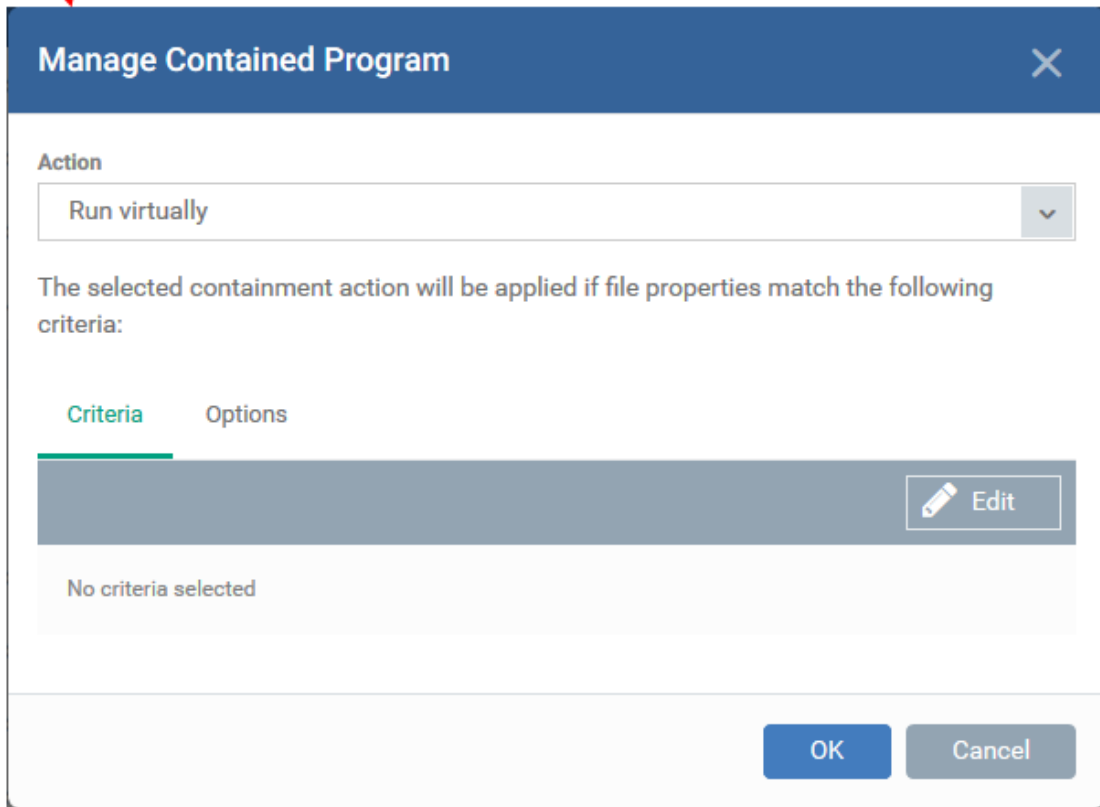 Manage Contained Program
Action
Run virtually
The selected containment action will be applied if file properties match the following
criteria:
Criteria Options
Edit
No criteria selected
OK Cancel